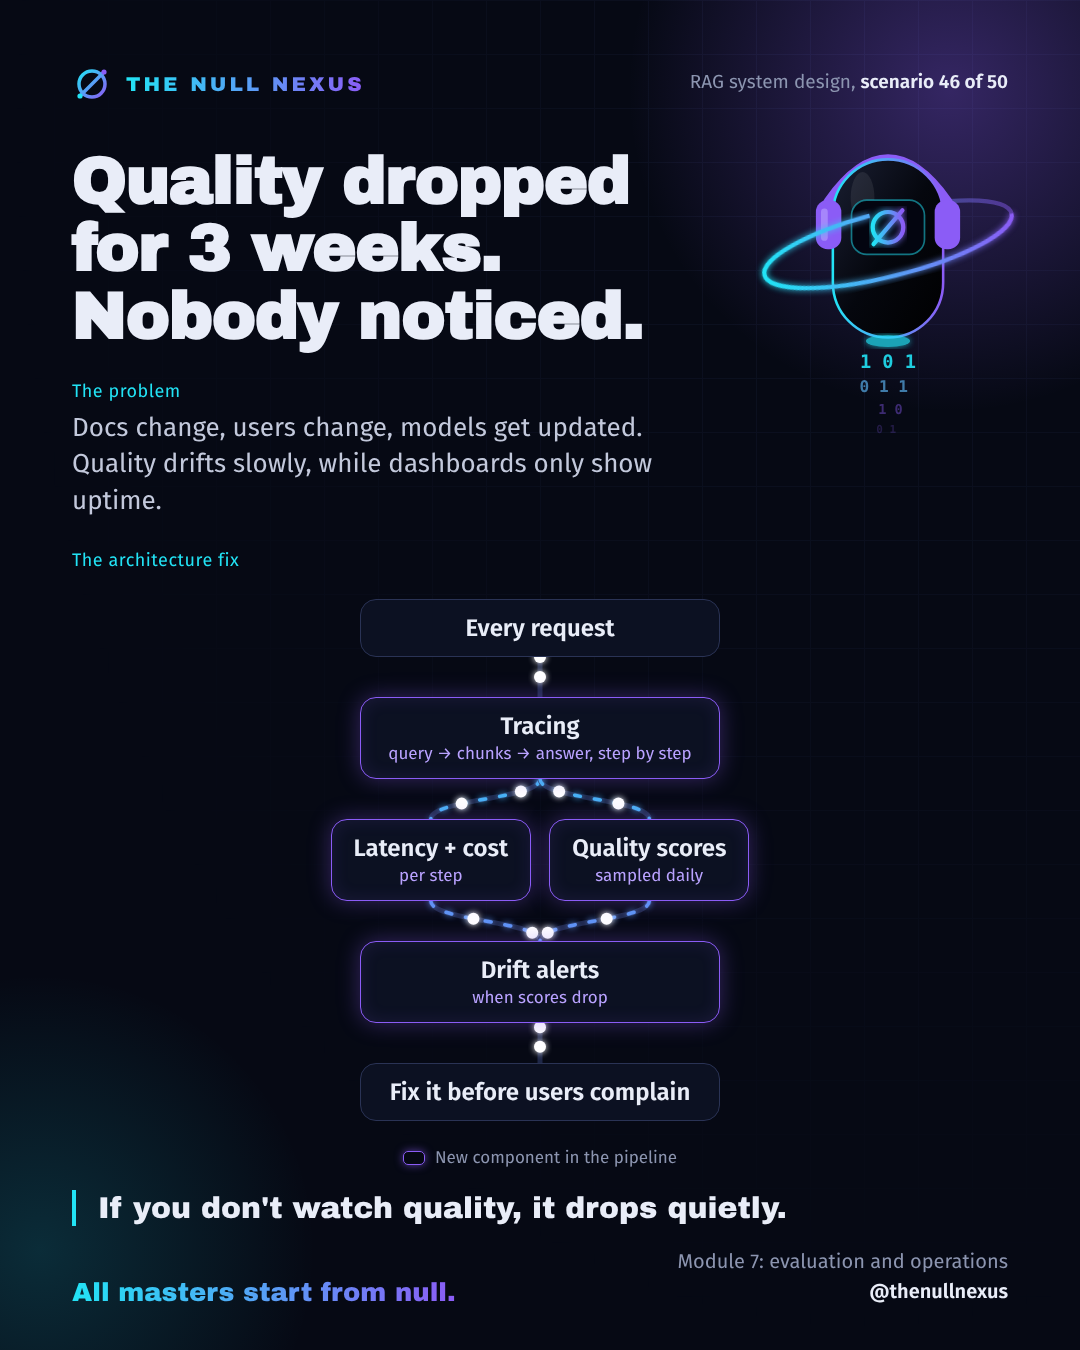 THE NULL NEXUS
RAG system design, scenario 46 of 50
Quality dropped
for 3 weeks.
Nobody noticed.
1 0 1
0 1 1
1 0
0 1
The problem
Docs change, users change, models get updated.
Quality drifts slowly, while dashboards only show
uptime.
The architecture fix
Every request
Tracing
query → chunks → answer, step by step
Latency + cost
per step
Quality scores
sampled daily
Drift alerts
when scores drop
Fix it before users complain
New component in the pipeline
If you don't watch quality, it drops quietly.
Module 7: evaluation and operations
All masters start from null.
@thenullnexus